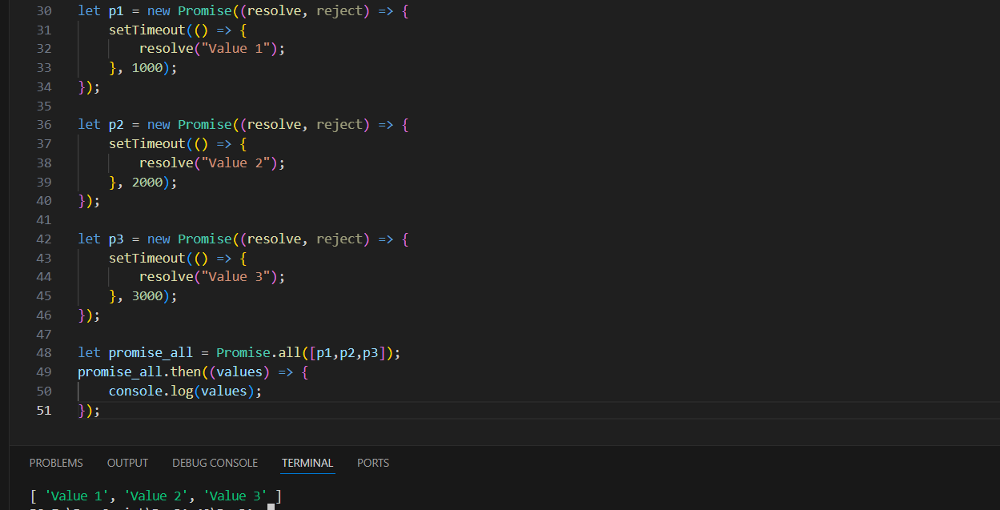 30 let p1 = new Promise((resolve, reject) => {
31     setTimeout(() => {
32         resolve("Value 1");
33     }, 1000);
34 });
35
36 let p2 = new Promise((resolve, reject) => {
37     setTimeout(() => {
38         resolve("Value 2");
39     }, 2000);
40 });
41
42 let p3 = new Promise((resolve, reject) => {
43     setTimeout(() => {
44         resolve("Value 3");
45     }, 3000);
46 });
47
48 let promise_all = Promise.all([p1,p2,p3]);
49 promise_all.then((values) => {
50     console.log(values);
51 });
PROBLEMS OUTPUT DEBUG CONSOLE TERMINAL PORTS
[ 'Value 1', 'Value 2', 'Value 3' ]